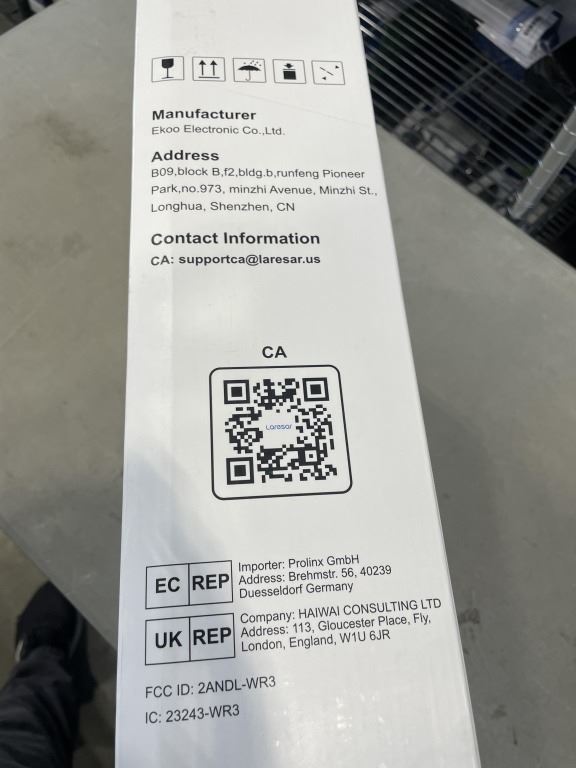 Manufacturer
Ekoo Electronic Co.,Ltd.
Address
B09,block B,f2,bldg.b,runfeng Pioneer
Park,no.973, minzhi Avenue, Minzhi St.,
Longhua, Shenzhen, CN
Contact Information
CA: supportca@laresar.us
CA
Laresar
EC REP
Importer: Prolinx GmbH
Address: Brehmstr. 56, 40239
Duesseldorf Germany
UK REP
Company: HAIWAI CONSULTING LTD
Address: 113, Gloucester Place, Fly,
London, England, W1U 6JR
FCC ID: 2ANDL-WR3
IC: 23243-WR3